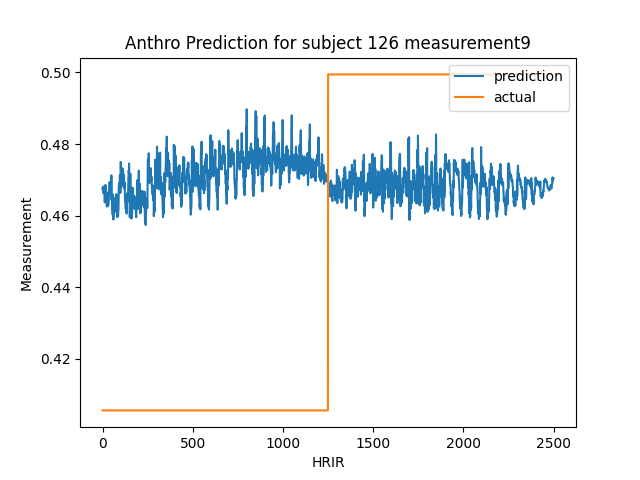 Anthro Prediction for subject 126 measurement9
prediction
actual
0.50
0.48
0.46
0.44
0.42
Measurement
0
500
1000
1500
2000
2500
HRIR